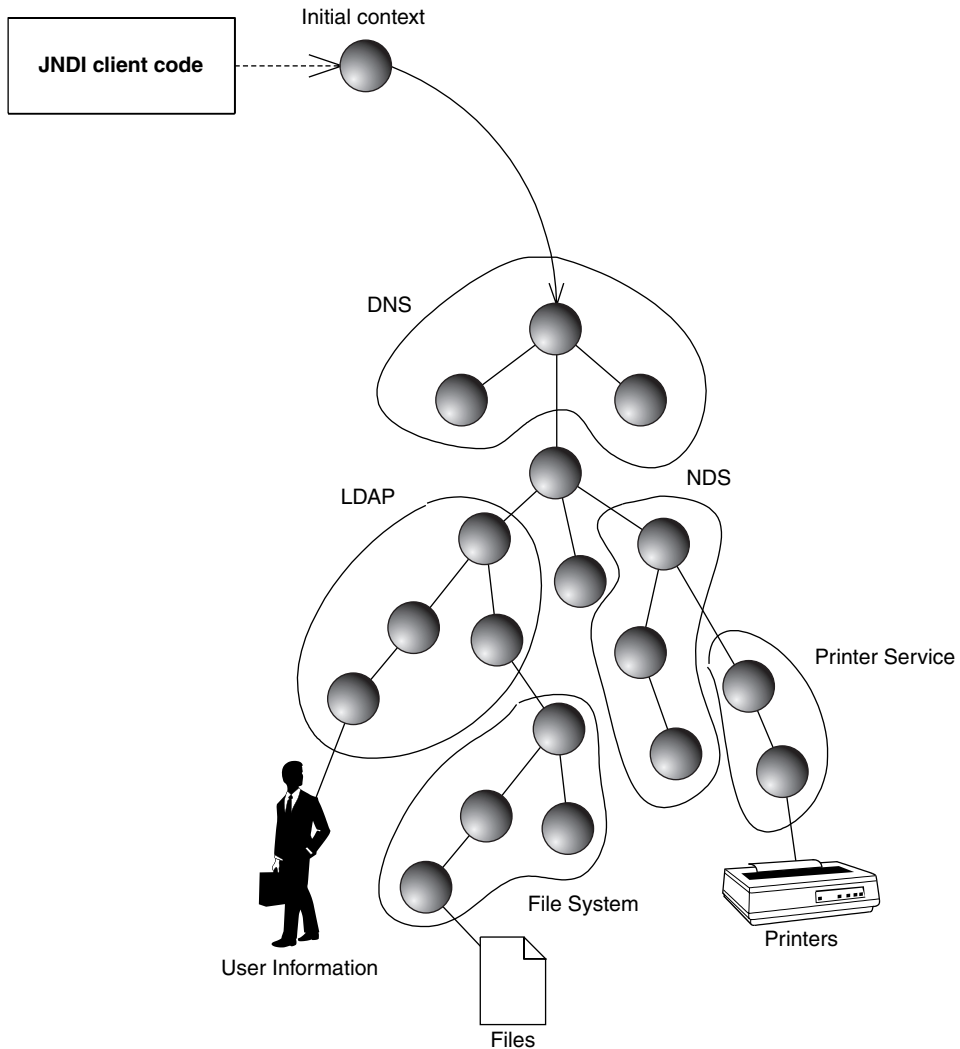 Initial context
JNDI client code
DNS
NDS
LDAP
Printer Service
File System
Printers
User Information
Files